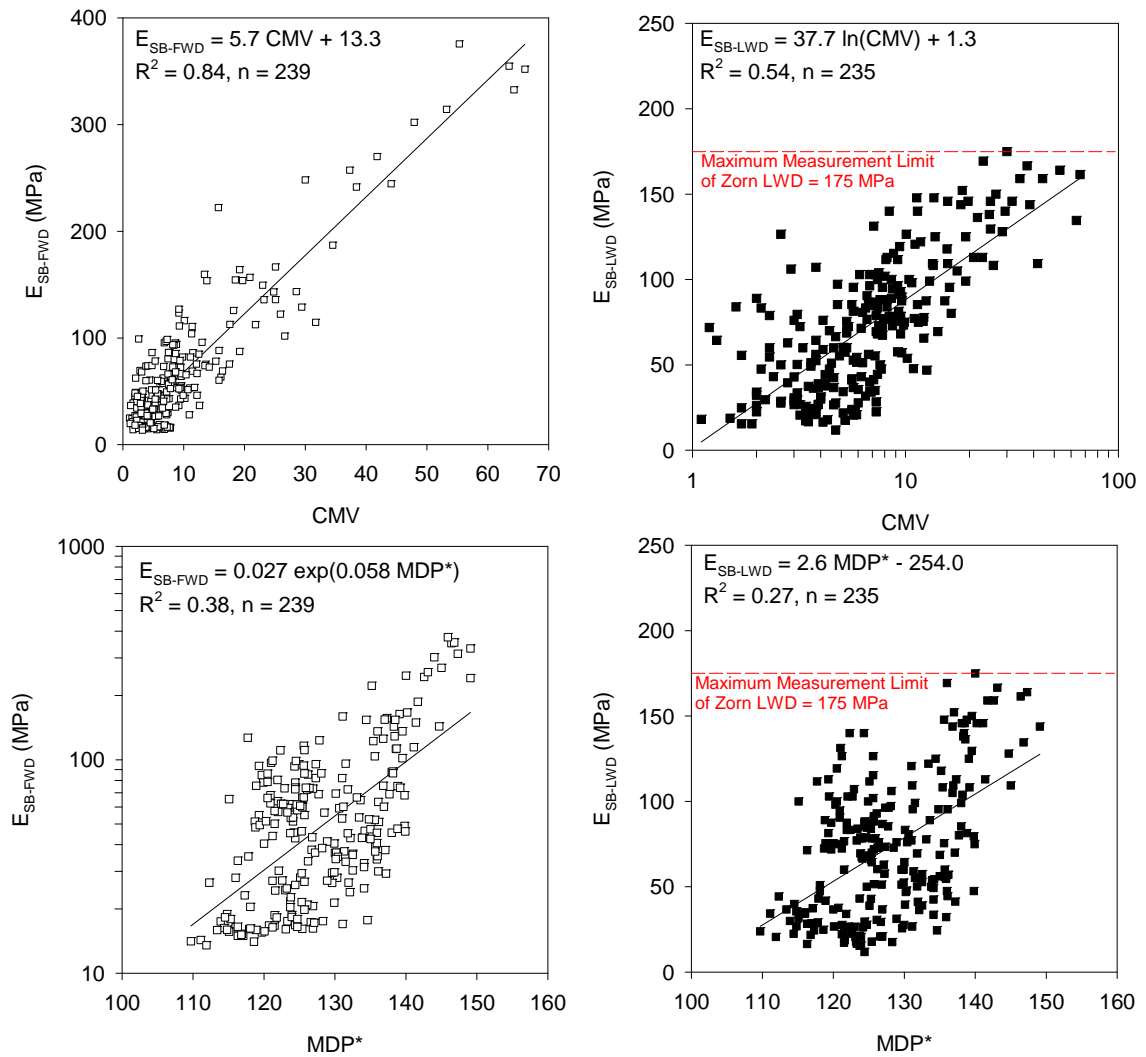 E_SB-FWD = 5.7 CMV + 13.3
R² = 0.84, n = 239
400
300
200
100
0
E_SB-FWD (MPa)
0 10 20 30 40 50 60 70
CMV
E_SB-LWD = 37.7 ln(CMV) + 1.3
R² = 0.54, n = 235
Maximum Measurement Limit
of Zorn LWD = 175 MPa
250
200
150
100
50
0
E_SB-LWD (MPa)
1 10 100
CMV
E_SB-FWD = 0.027 exp(0.058 MDP*)
R² = 0.38, n = 239
1000
100
10
E_SB-FWD (MPa)
100 110 120 130 140 150 160
MDP*
E_SB-LWD = 2.6 MDP* - 254.0
R² = 0.27, n = 235
Maximum Measurement Limit
of Zorn LWD = 175 MPa
250
200
150
100
50
0
E_SB-LWD (MPa)
100 110 120 130 140 150 160
MDP*